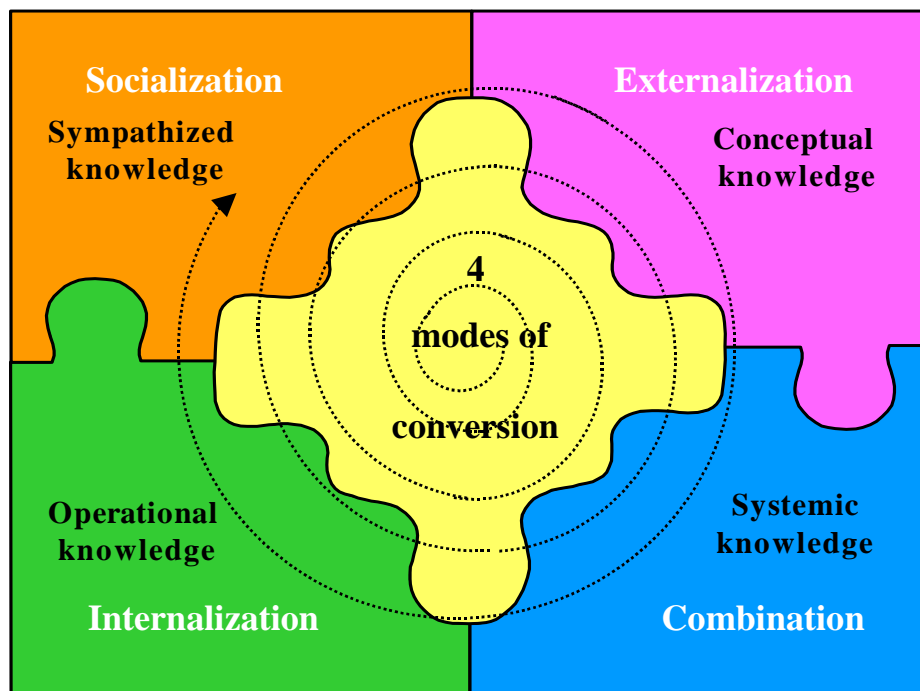 Socialization
Sympathized
knowledge
Externalization
Conceptual
knowledge
4
modes of
conversion
Operational
knowledge
Internalization
Systemic
knowledge
Combination